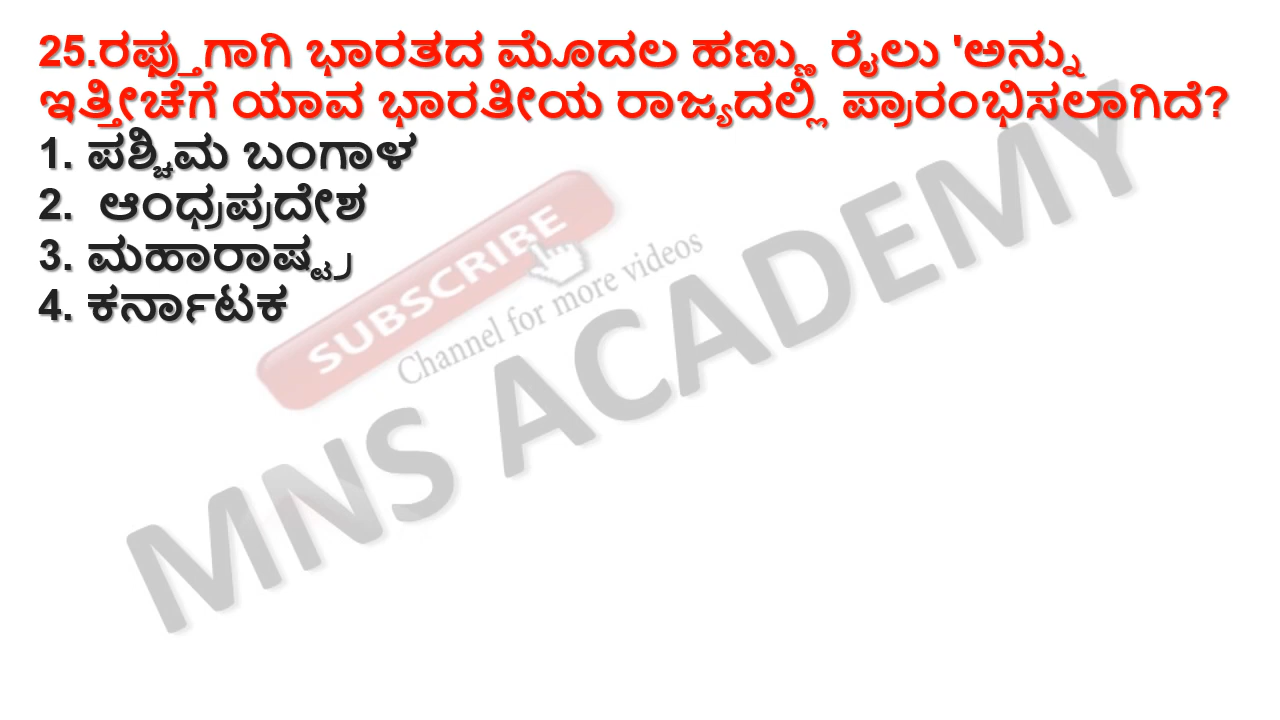 25.ರಫ್ತುಗಾಗಿ ಭಾರತದ ಮೊದಲ ಹಣ್ಣು ರೈಲು 'ಅನ್ನು
ಇತ್ತೀಚೆಗೆ ಯಾವ ಭಾರತೀಯ ರಾಜ್ಯದಲ್ಲಿ ಪ್ರಾರಂಭಿಸಲಾಗಿದೆ?
1. ಪಶ್ಚಿಮ ಬಂಗಾಳ
2. ಆಂಧ್ರಪ್ರದೇಶ
3. ಮಹಾರಾಷ್ಟ್ರ
4. ಕರ್ನಾಟಕ
SUBSCRIBE
Channel for more videos
MNS ACADEMY